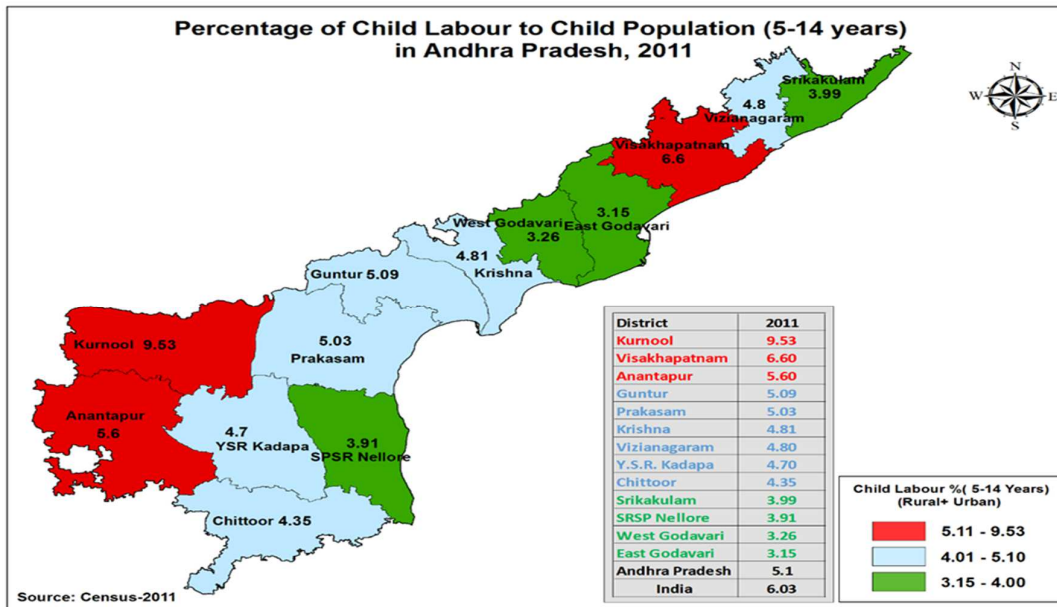 Percentage of Child Labour to Child Population (5-14 years)
in Andhra Pradesh, 2011
N
W E
S
Srikakulam
3.99
4.8
Vizianagaram
Visakhapatnam
6.6
3.15
East Godavari
West Godavari
3.26
4.81
Krishna
Guntur 5.09
5.03
Prakasam
Kurnool 9.53
Anantapur
5.6
4.7
YSR Kadapa
3.91
SPSR Nellore
Chittoor 4.35
District 2011
Kurnool 9.53
Visakhapatnam 6.60
Anantapur 5.60
Guntur 5.09
Prakasam 5.03
Krishna 4.81
Vizianagaram 4.80
Y.S.R. Kadapa 4.70
Chittoor 4.35
Srikakulam 3.99
SRSP Nellore 3.91
West Godavari 3.26
East Godavari 3.15
Andhra Pradesh 5.1
India 6.03
Child Labour %( 5-14 Years)
(Rural+ Urban)
5.11 - 9.53
4.01 - 5.10
3.15 - 4.00
Source: Census-2011